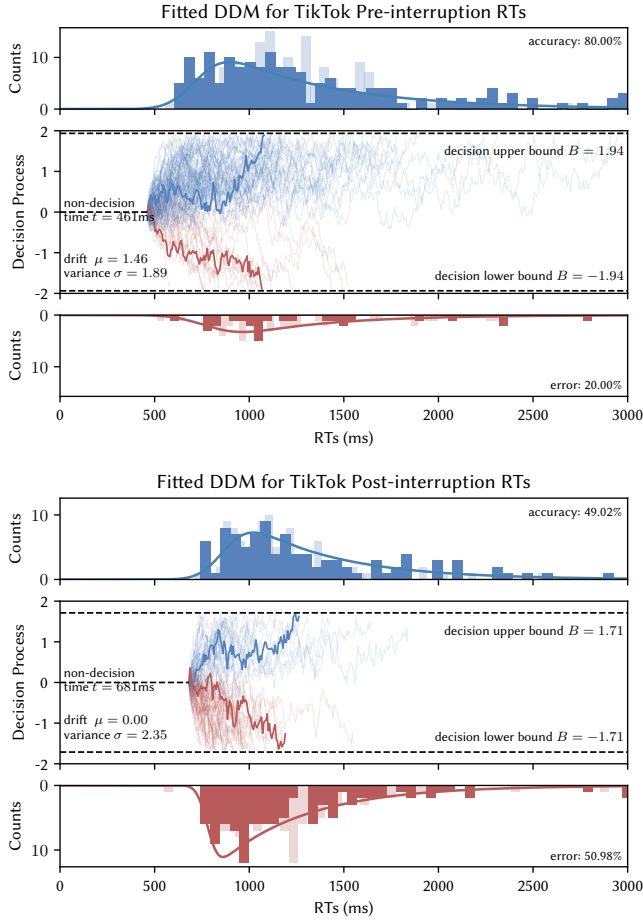 Fitted DDM for TikTok Pre-interruption RTs
10
0
Counts
accuracy: 80.00%
2
1
0
-1
-2
Decision Process
decision upper bound B = 1.94
non-decision
time t = 461ms
drift μ = 1.46
variance σ = 1.89
decision lower bound B = −1.94
0
10
Counts
error: 20.00%
0 500 1000 1500 2000 2500 3000
RTs (ms)
Fitted DDM for TikTok Post-interruption RTs
10
0
Counts
accuracy: 49.02%
2
1
0
-1
-2
Decision Process
decision upper bound B = 1.71
non-decision
time t = 681ms
drift μ = 0.00
variance σ = 2.35
decision lower bound B = −1.71
0
10
Counts
error: 50.98%
0 500 1000 1500 2000 2500 3000
RTs (ms)